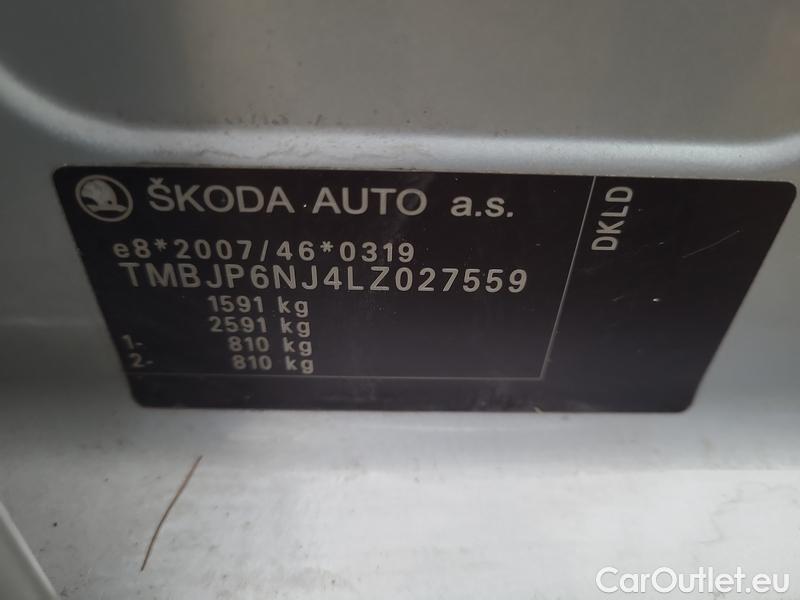 ŠKODA AUTO a.s.
e8*2007/46*0319
TMBJP6NJ4LZ027559
1591 kg
2591 kg
1- 810 kg
2- 810 kg
DKLD
CarOutlet.eu